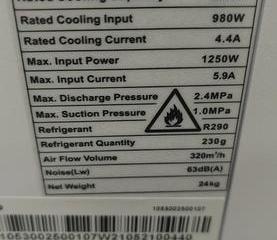 Rated Cooling Input 980W
Rated Cooling Current 4.4A
Max. Input Power 1250W
Max. Input Current 5.9A
Max. Discharge Pressure 2.4MPa
Max. Suction Pressure 1.0MPa
Refrigerant R290
Refrigerant Quantity 230g
Air Flow Volume 320m³/h
Noise(Lw) 63dB(A)
Net Weight 24kg
1053002500107
1053002500107W21052100440